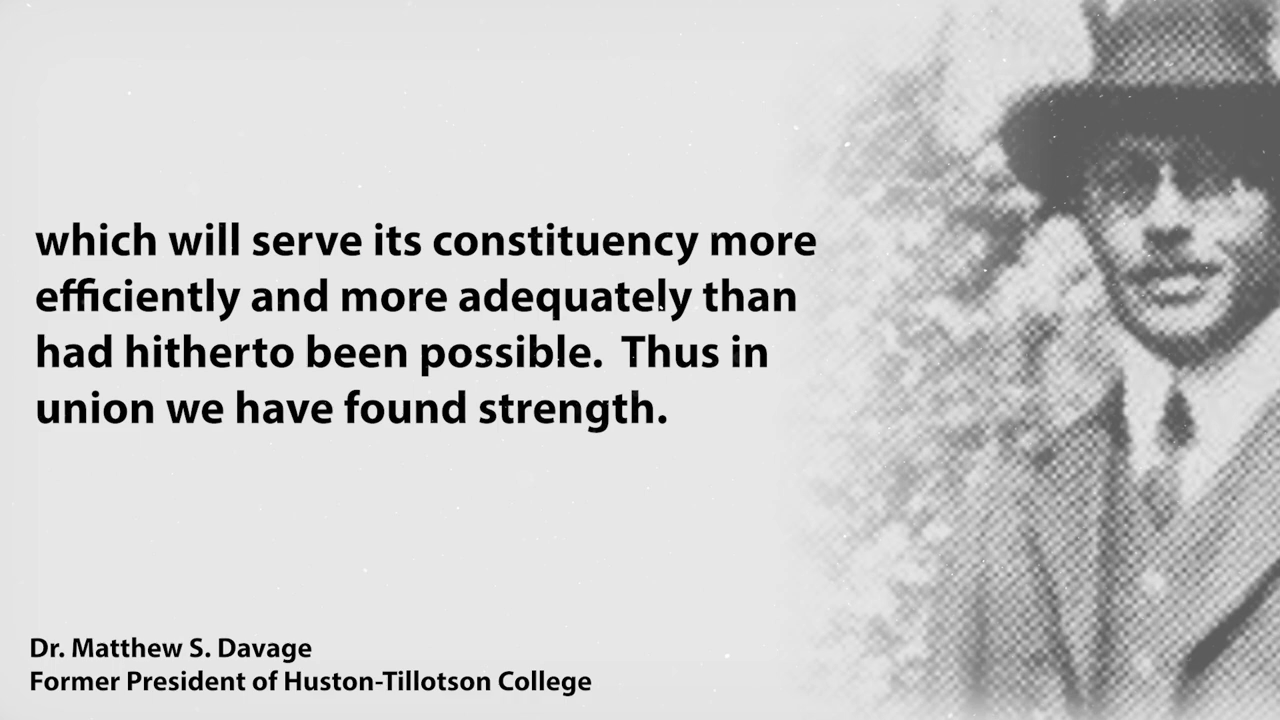 which will serve its constituency more
efficiently and more adequately than
had hitherto been possible.  Thus in
union we have found strength.
Dr. Matthew S. Davage
Former President of Huston-Tillotson College